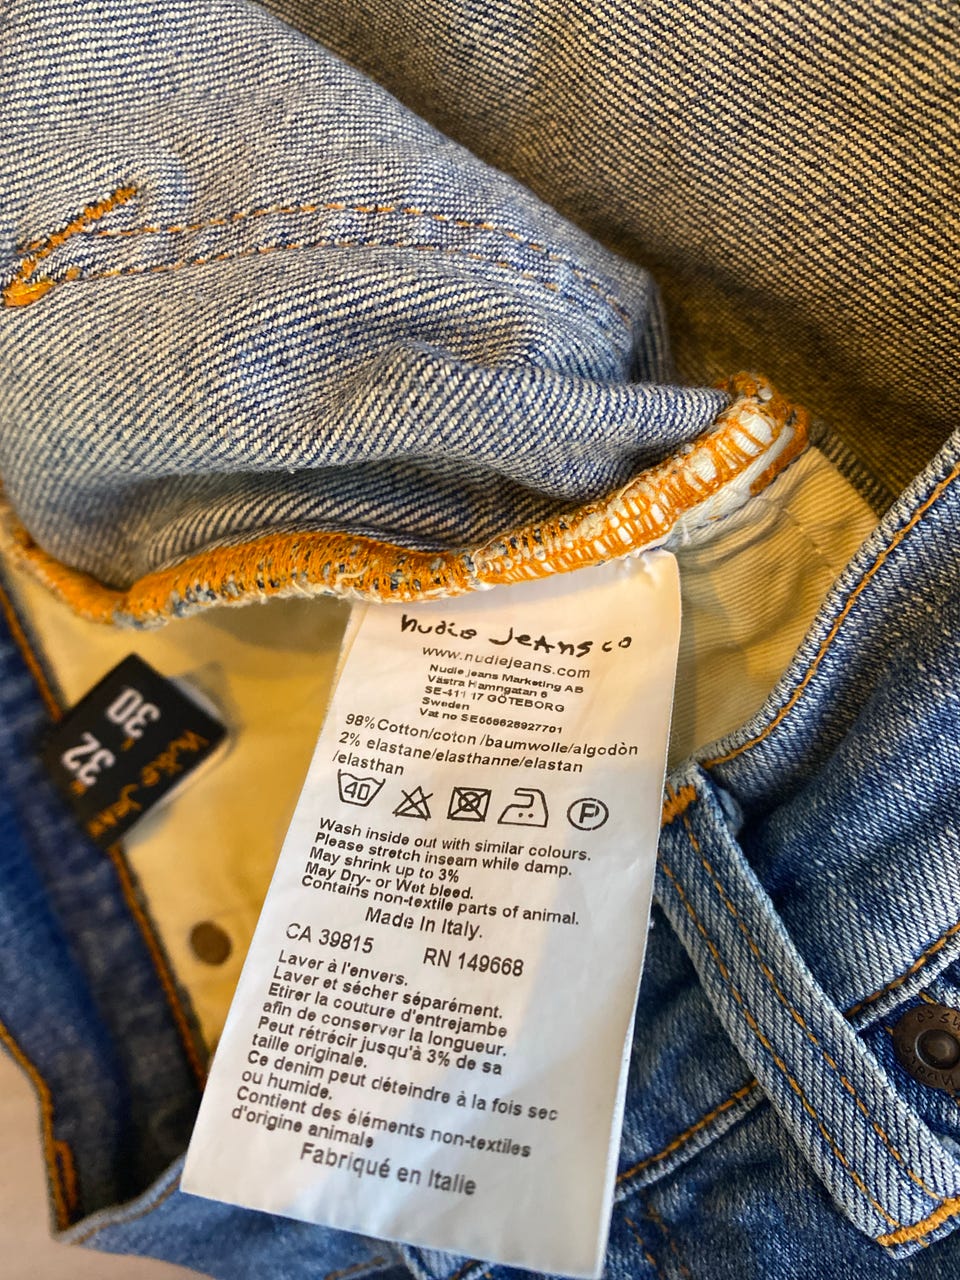 nudie jeans co
www.nudiejeans.com
Nudie jeans Marketing AB
Västra Hamngatan 6
SE-411 17 GÖTEBORG
Sweden
Vat no SE666628927701
98%Cotton/coton /baumwolle/algodòn
2% elastane/elasthanne/elastan
/elasthan
40
P
Wash inside out with similar colours.
Please stretch inseam while damp.
May shrink up to 3%
May Dry- or Wet bleed.
Contains non-textile parts of animal.
Made In Italy.
CA 39815 RN 149668
Laver à l'envers.
Laver et sécher séparément.
Etirer la couture d'entrejambe
afin de conserver la longueur.
Peut rétrécir jusqu'à 3% de sa
taille originale.
Ce denim peut déteindre à la fois sec
ou humide.
Contient des éléments non-textiles
d'origine animale
Fabriqué en Italie
nudie jean
32
30